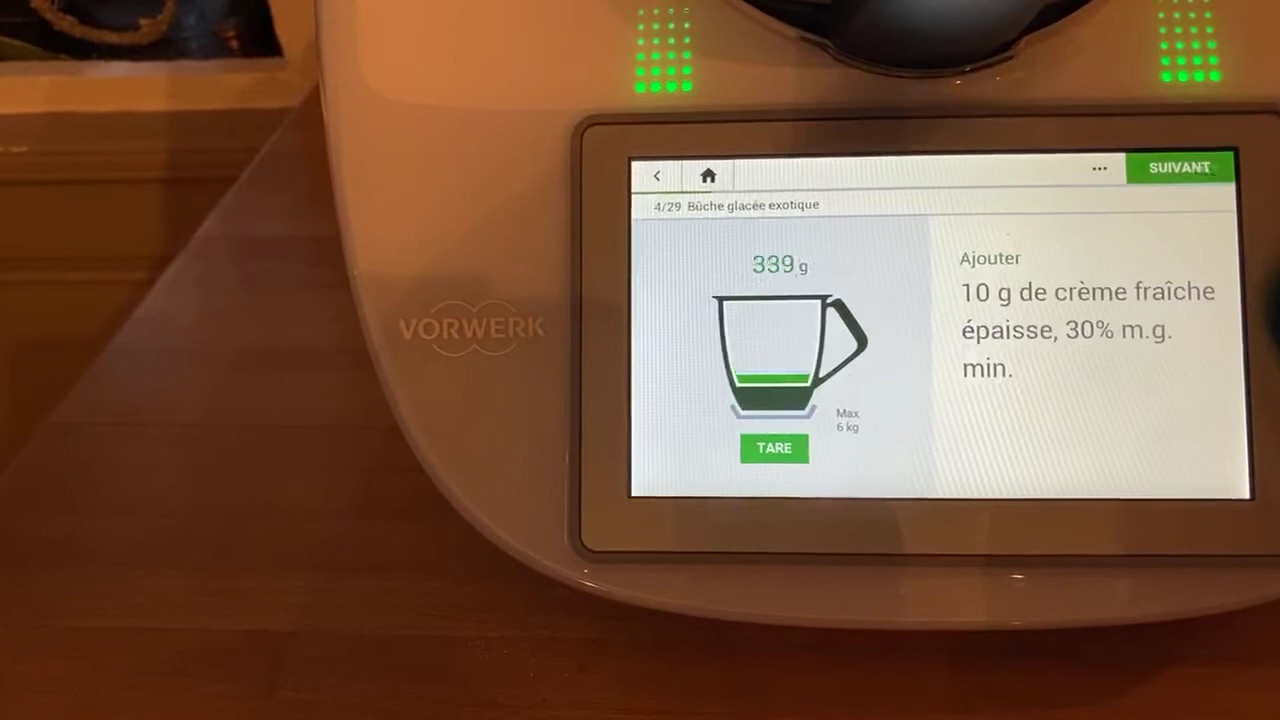 SUIVANT
4/29 Bûche glacée exotique
339 g
Ajouter
10 g de crème fraîche
épaisse, 30% m.g.
min.
VORWERK
Max
6 kg
TARE